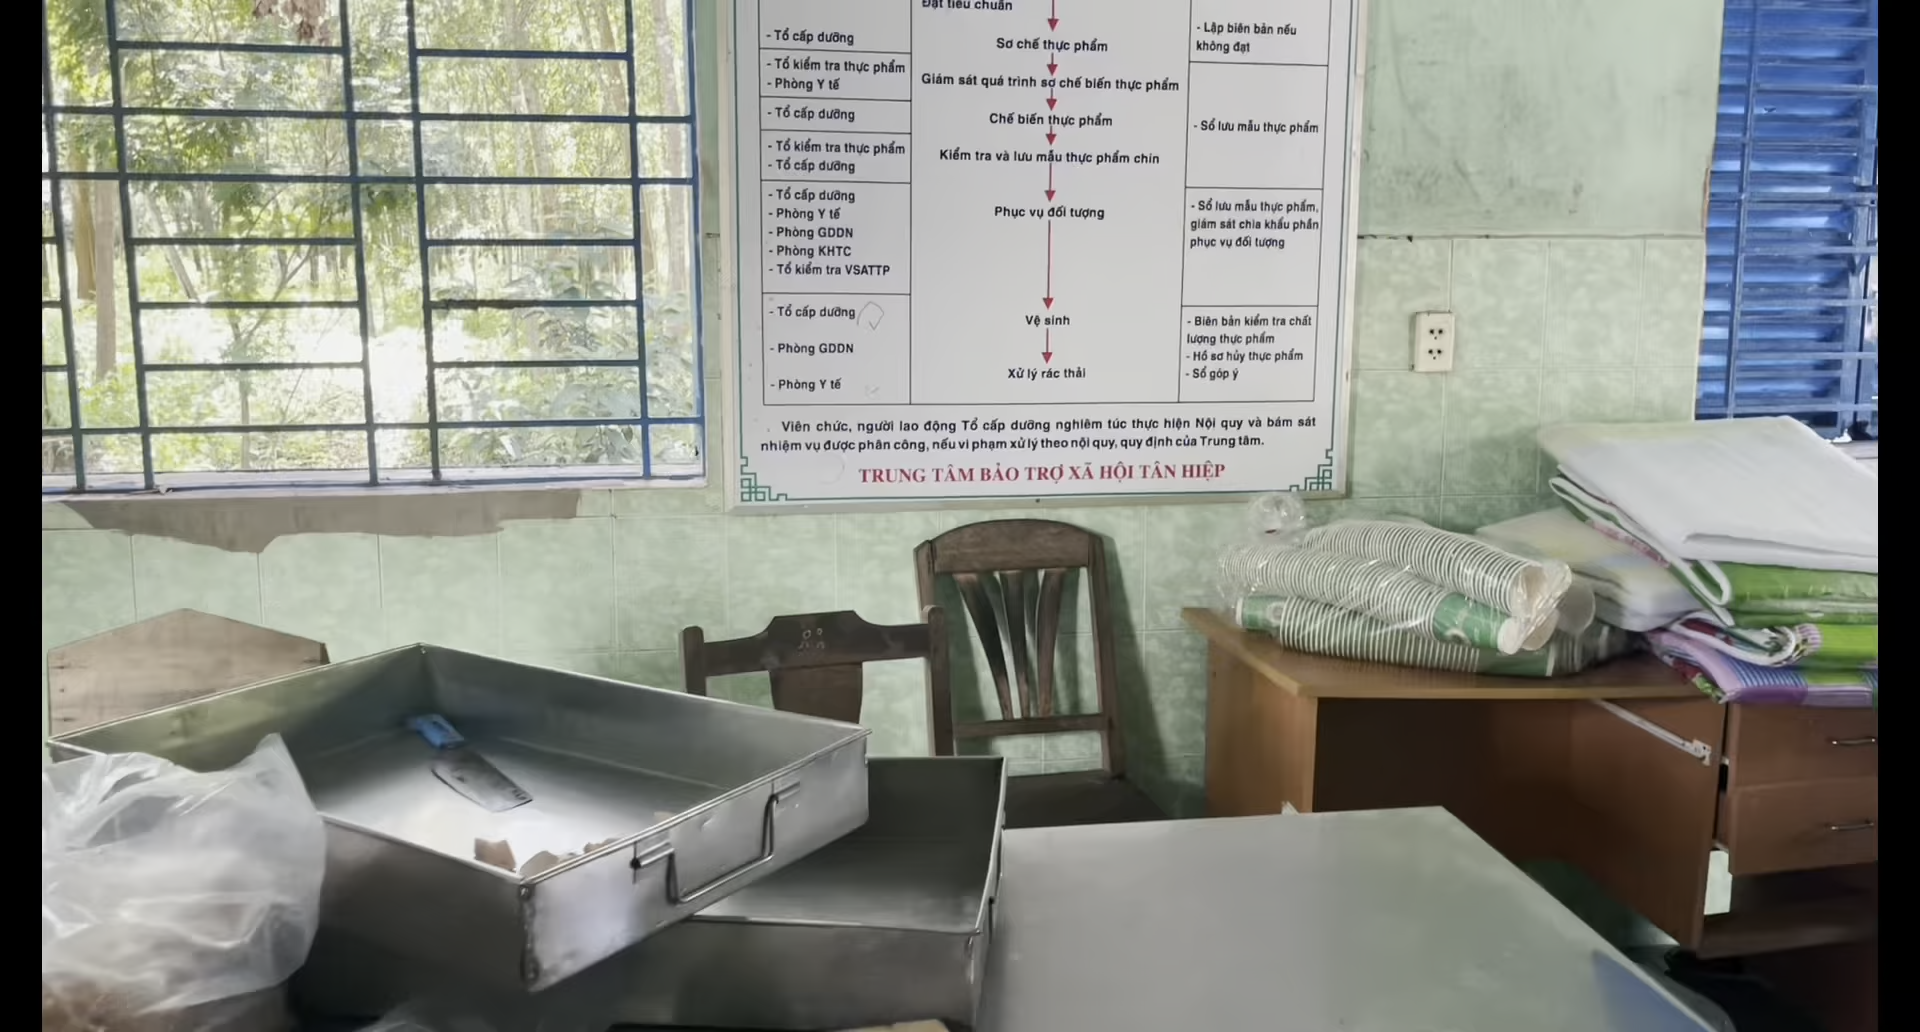 Đạt tiêu chuẩn
- Tổ cấp dưỡng
Sơ chế thực phẩm
- Lập biên bản nếu
không đạt
- Tổ kiểm tra thực phẩm
- Phòng Y tế
Giám sát quá trình sơ chế biến thực phẩm
- Tổ cấp dưỡng
Chế biến thực phẩm
- Sổ lưu mẫu thực phẩm
- Tổ kiểm tra thực phẩm
- Tổ cấp dưỡng
Kiểm tra và lưu mẫu thực phẩm chín
- Tổ cấp dưỡng
- Phòng Y tế
- Phòng GDDN
- Phòng KHTC
- Tổ kiểm tra VSATTP
Phục vụ đối tượng
- Sổ lưu mẫu thực phẩm,
giám sát chia khẩu phần
phục vụ đối tượng
- Tổ cấp dưỡng
- Phòng GDDN
- Phòng Y tế
Vệ sinh
Xử lý rác thải
- Biên bản kiểm tra chất
lượng thực phẩm
- Hồ sơ hủy thực phẩm
- Sổ góp ý
Viên chức, người lao động Tổ cấp dưỡng nghiêm túc thực hiện Nội quy và bám sát
nhiệm vụ được phân công, nếu vi phạm xử lý theo nội quy, quy định của Trung tâm.
TRUNG TÂM BẢO TRỢ XÃ HỘI TÂN HIỆP